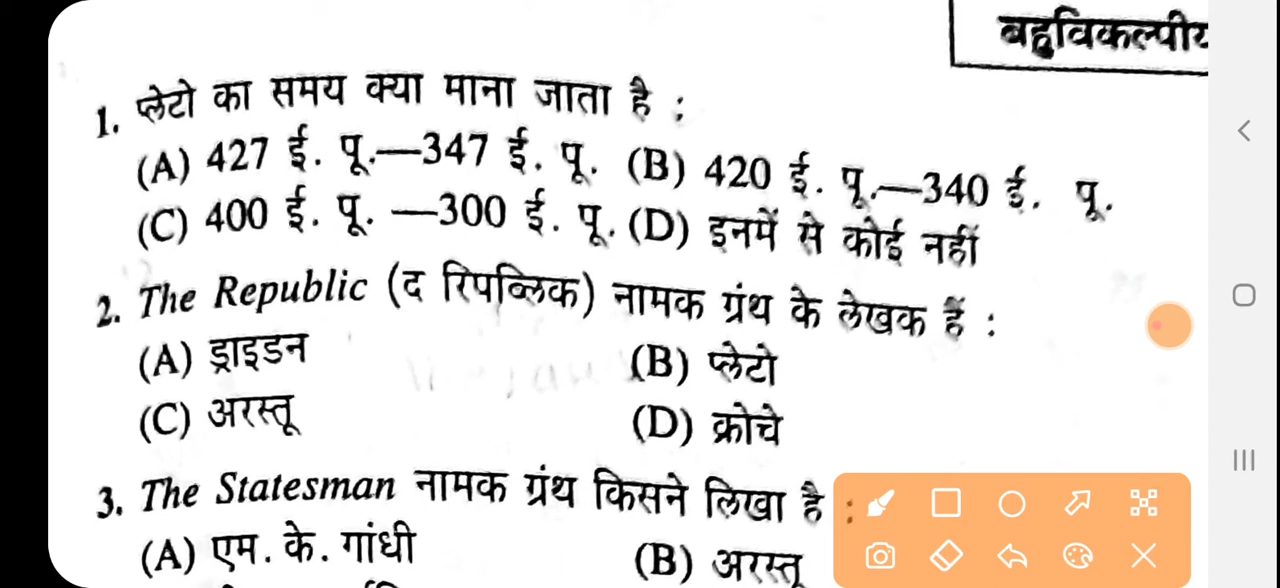 बहुविकल्पीय
1. प्लेटो का समय क्या माना जाता है :
(A) 427 ई. पू.—347 ई. पू. (B) 420 ई. पू.—340 ई. पू.
(C) 400 ई. पू. —300 ई. पू. (D) इनमें से कोई नहीं
2. The Republic (द रिपब्लिक) नामक ग्रंथ के लेखक हैं :
(A) ड्राइडन (B) प्लेटो
(C) अरस्तू (D) क्रोचे
3. The Statesman नामक ग्रंथ किसने लिखा है :
(A) एम. के. गांधी (B) अरस्तू